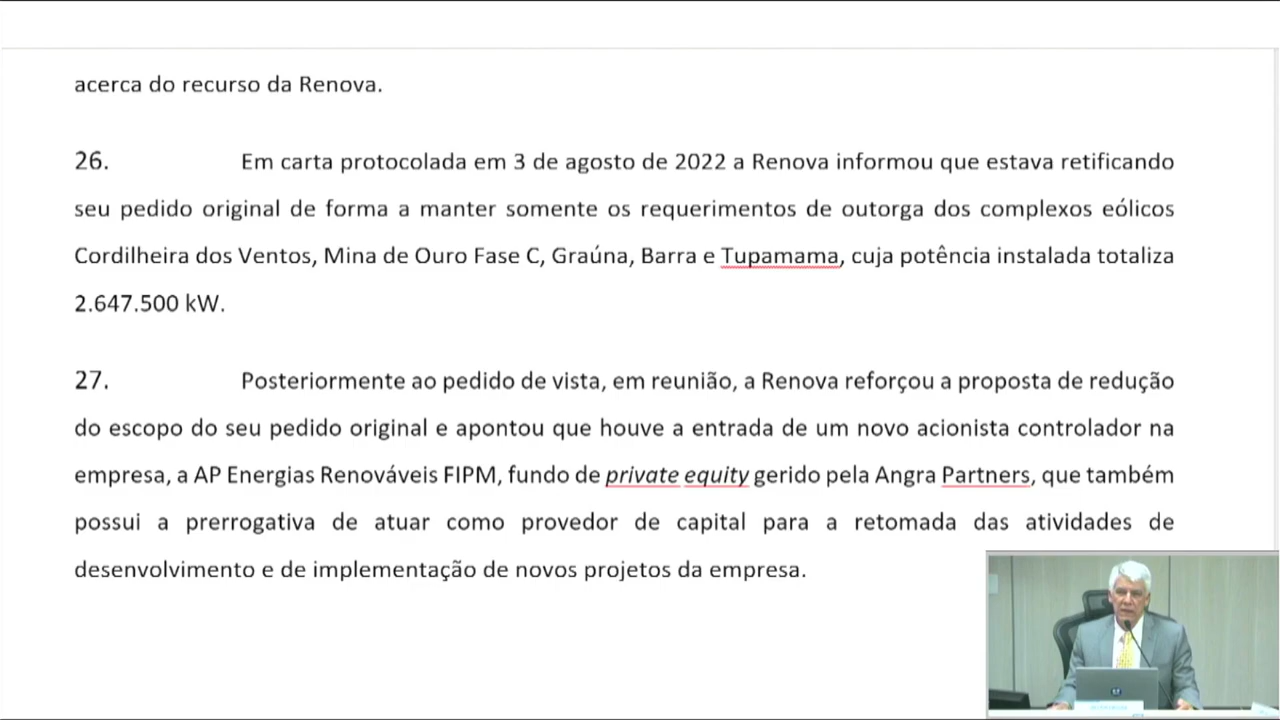 acerca do recurso da Renova.
26. Em carta protocolada em 3 de agosto de 2022 a Renova informou que estava retificando
seu pedido original de forma a manter somente os requerimentos de outorga dos complexos eólicos
Cordilheira dos Ventos, Mina de Ouro Fase C, Graúna, Barra e Tupamama, cuja potência instalada totaliza
2.647.500 kW.
27. Posteriormente ao pedido de vista, em reunião, a Renova reforçou a proposta de redução
do escopo do seu pedido original e apontou que houve a entrada de um novo acionista controlador na
empresa, a AP Energias Renováveis FIPM, fundo de private equity gerido pela Angra Partners, que também
possui a prerrogativa de atuar como provedor de capital para a retomada das atividades de
desenvolvimento e de implementação de novos projetos da empresa.